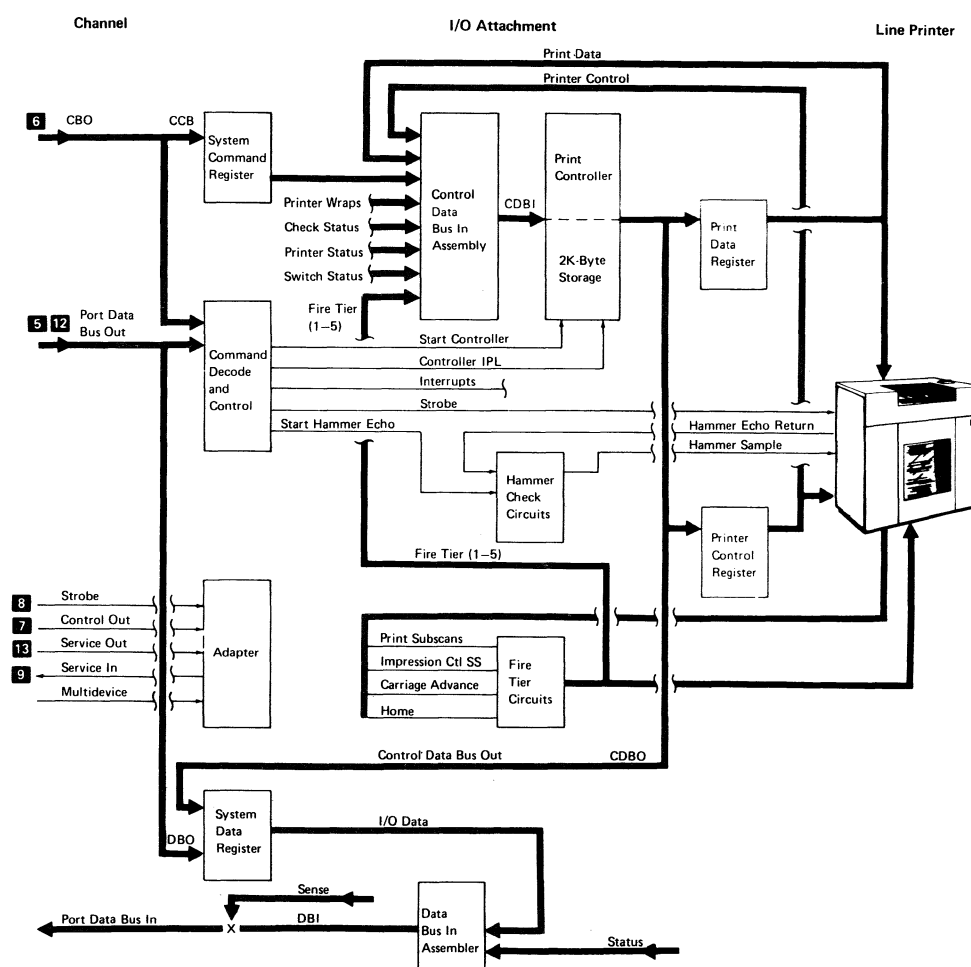 Channel
I/O Attachment
Line Printer
Print Data
Printer Control
6
CBO
CCB
System
Command
Register
Control
Data
Bus In
Assembly
CDBI
Print
Controller
2K-Byte
Storage
Print
Data
Register
Printer Wraps
Check Status
Printer Status
Switch Status
Fire Tier
(1–5)
5 12 Port Data
Bus Out
Command
Decode
and
Control
Start Controller
Controller IPL
Interrupts
Strobe
Start Hammer Echo
Hammer Echo Return
Hammer Sample
Hammer
Check
Circuits
Printer
Control
Register
Fire Tier (1–5)
8 Strobe
7 Control Out
13 Service Out
9 Service In
Multidevice
Adapter
Print Subscans
Impression Ctl SS
Carriage Advance
Home
Fire
Tier
Circuits
Control Data Bus Out
CDBO
System
Data
Register
DBO
I/O Data
Sense
Port Data Bus In
X
DBI
Data
Bus In
Assembler
Status